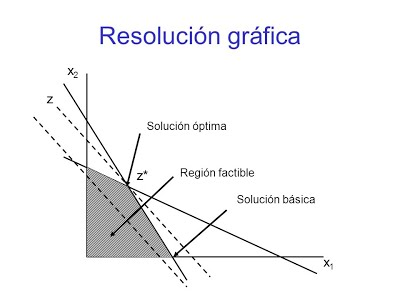 Resolución gráfica
x2
z
Solución óptima
z*
Región factible
Solución básica
x1